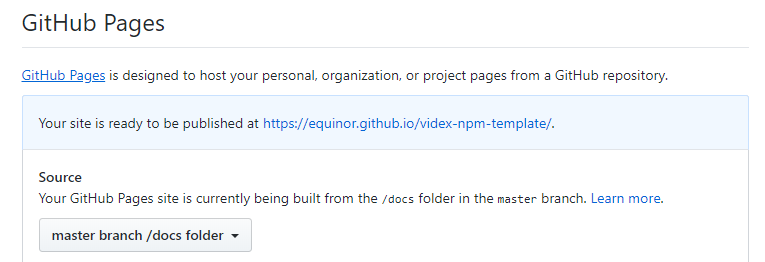 GitHub Pages
GitHub Pages is designed to host your personal, organization, or project pages from a GitHub repository.
Your site is ready to be published at https://equinor.github.io/videx-npm-template/.
Source
Your GitHub Pages site is currently being built from the /docs folder in the master branch. Learn more.
master branch /docs folder